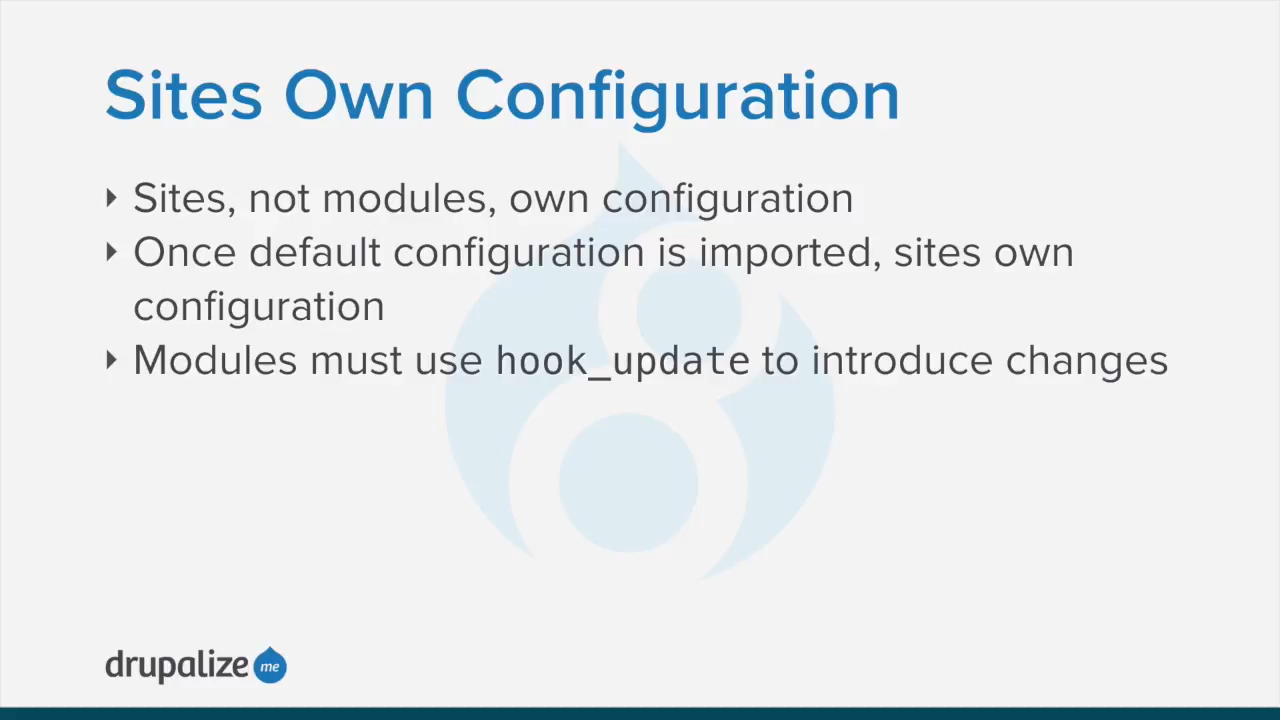 Sites Own Configuration
Sites, not modules, own configuration
Once default configuration is imported, sites own
configuration
Modules must use hook_update to introduce changes
drupalize me